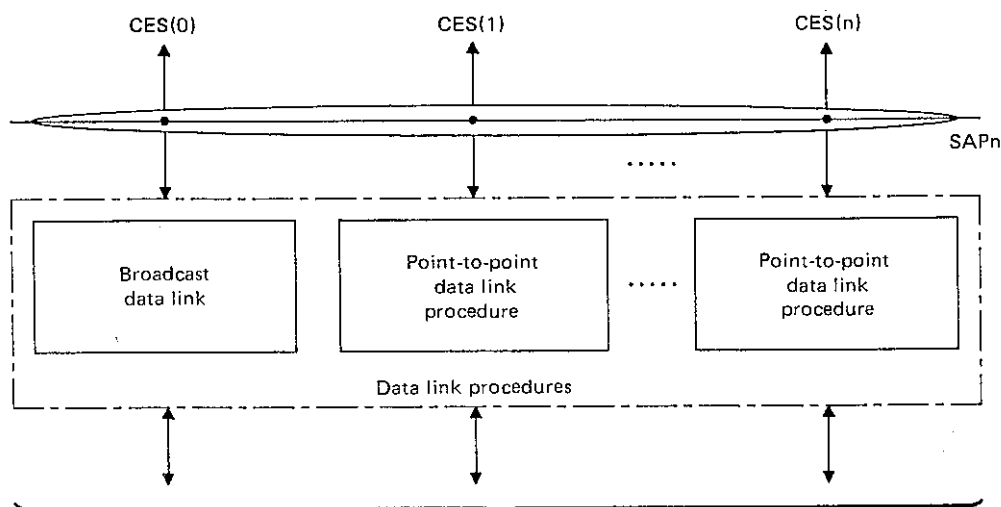 CES(0) CES(1) CES(n)
SAPn
.....
Broadcast
data link
Point-to-point
data link
procedure
.....
Point-to-point
data link
procedure
Data link procedures